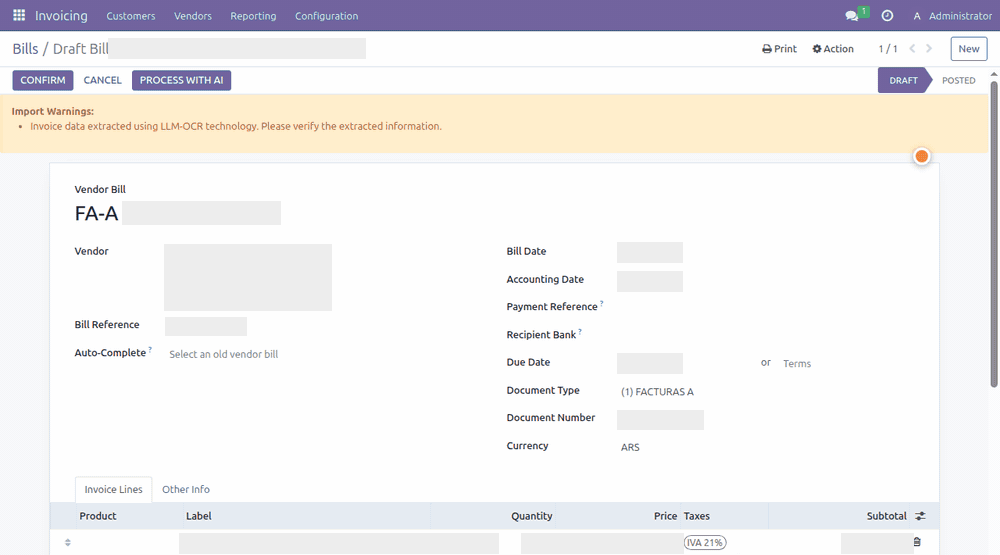 Invoicing Customers Vendors Reporting Configuration 1 A Administrator
Bills / Draft Bill Print Action 1 / 1 New
CONFIRM CANCEL PROCESS WITH AI DRAFT POSTED
Import Warnings:
Invoice data extracted using LLM-OCR technology. Please verify the extracted information.
Vendor Bill
FA-A
Vendor
Bill Date
Accounting Date
Payment Reference ?
Bill Reference
Recipient Bank ?
Auto-Complete ? Select an old vendor bill
Due Date or Terms
Document Type (1) FACTURAS A
Document Number
Currency ARS
Invoice Lines Other Info
Product Label Quantity Price Taxes Subtotal
IVA 21%